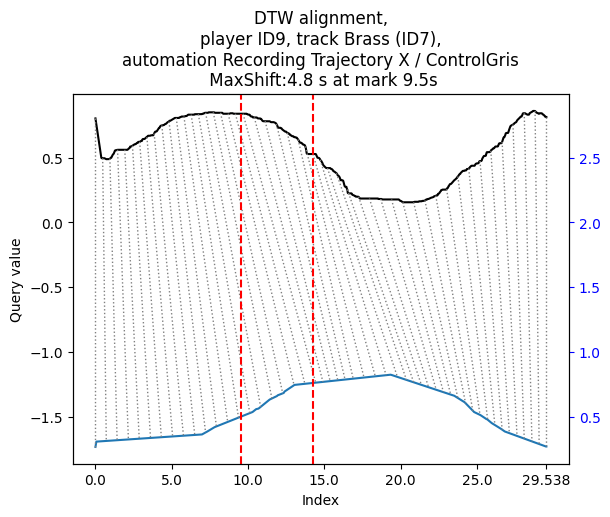 DTW alignment,
player ID9, track Brass (ID7),
automation Recording Trajectory X / ControlGris
MaxShift:4.8 s at mark 9.5s
0.5
0.0
−0.5
−1.0
−1.5
Query value
2.5
2.0
1.5
1.0
0.5
0.0 5.0 10.0 15.0 20.0 25.0 29.538
Index